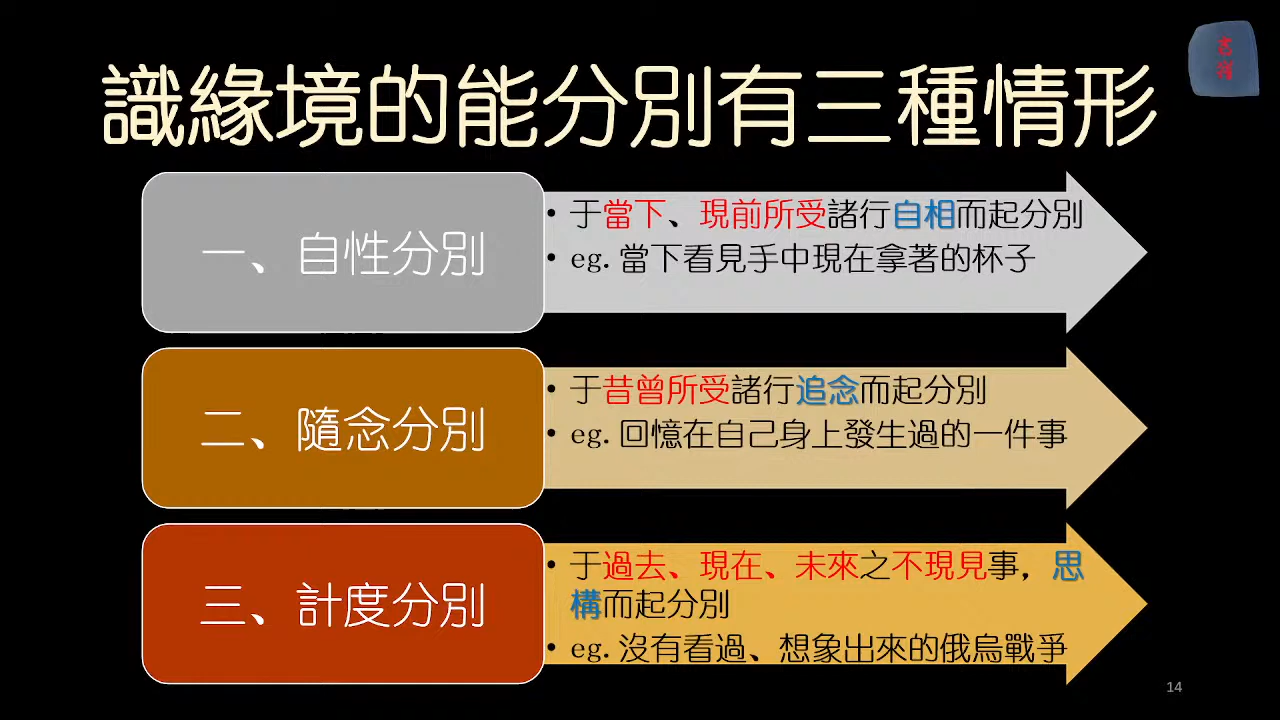 識緣境的能分別有三種情形
一、自性分別
• 于當下、現前所受諸行自相而起分別
• eg. 當下看見手中現在拿著的杯子
二、隨念分別
• 于昔曾所受諸行追念而起分別
• eg. 回憶在自己身上發生過的一件事
三、計度分別
• 于過去、現在、未來之不現見事，思
構而起分別
• eg. 沒有看過、想象出來的俄烏戰爭
14